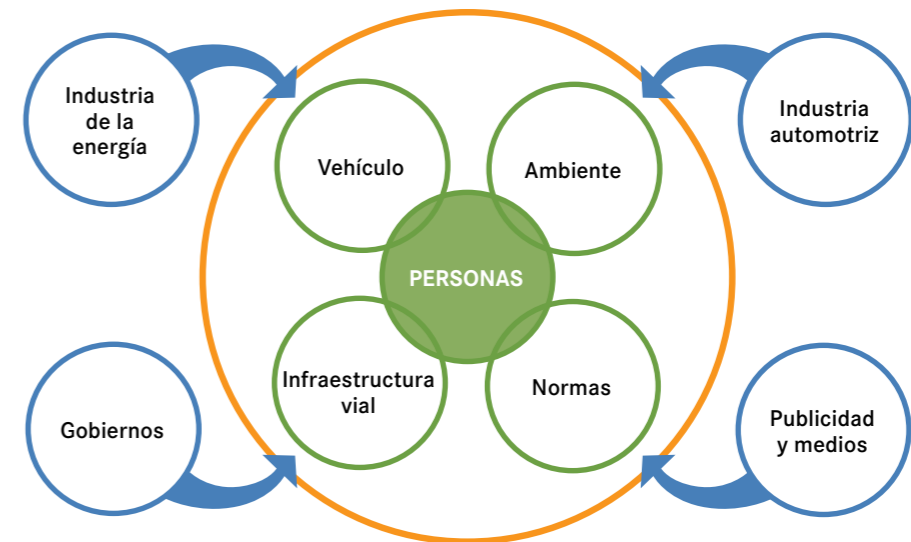 Industria
de la
energía
Vehículo
Ambiente
Industria
automotriz
PERSONAS
Gobiernos
Infraestructura
vial
Normas
Publicidad
y medios